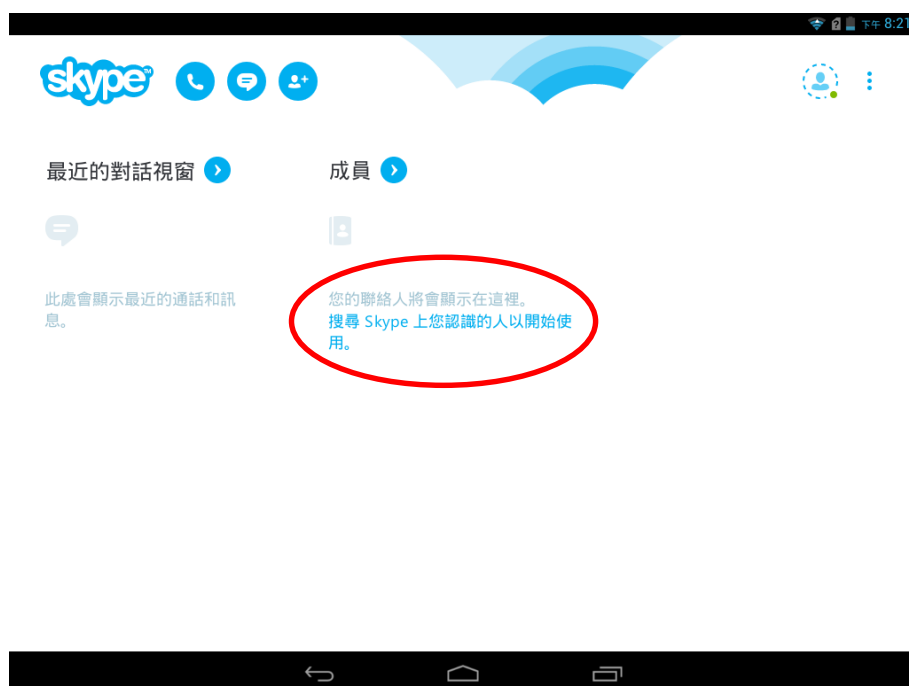 下午 8:21
skype™
最近的對話視窗
成員
此處會顯示最近的通話和訊
息。
您的聯絡人將會顯示在這裡。
搜尋 Skype 上您認識的人以開始使
用。